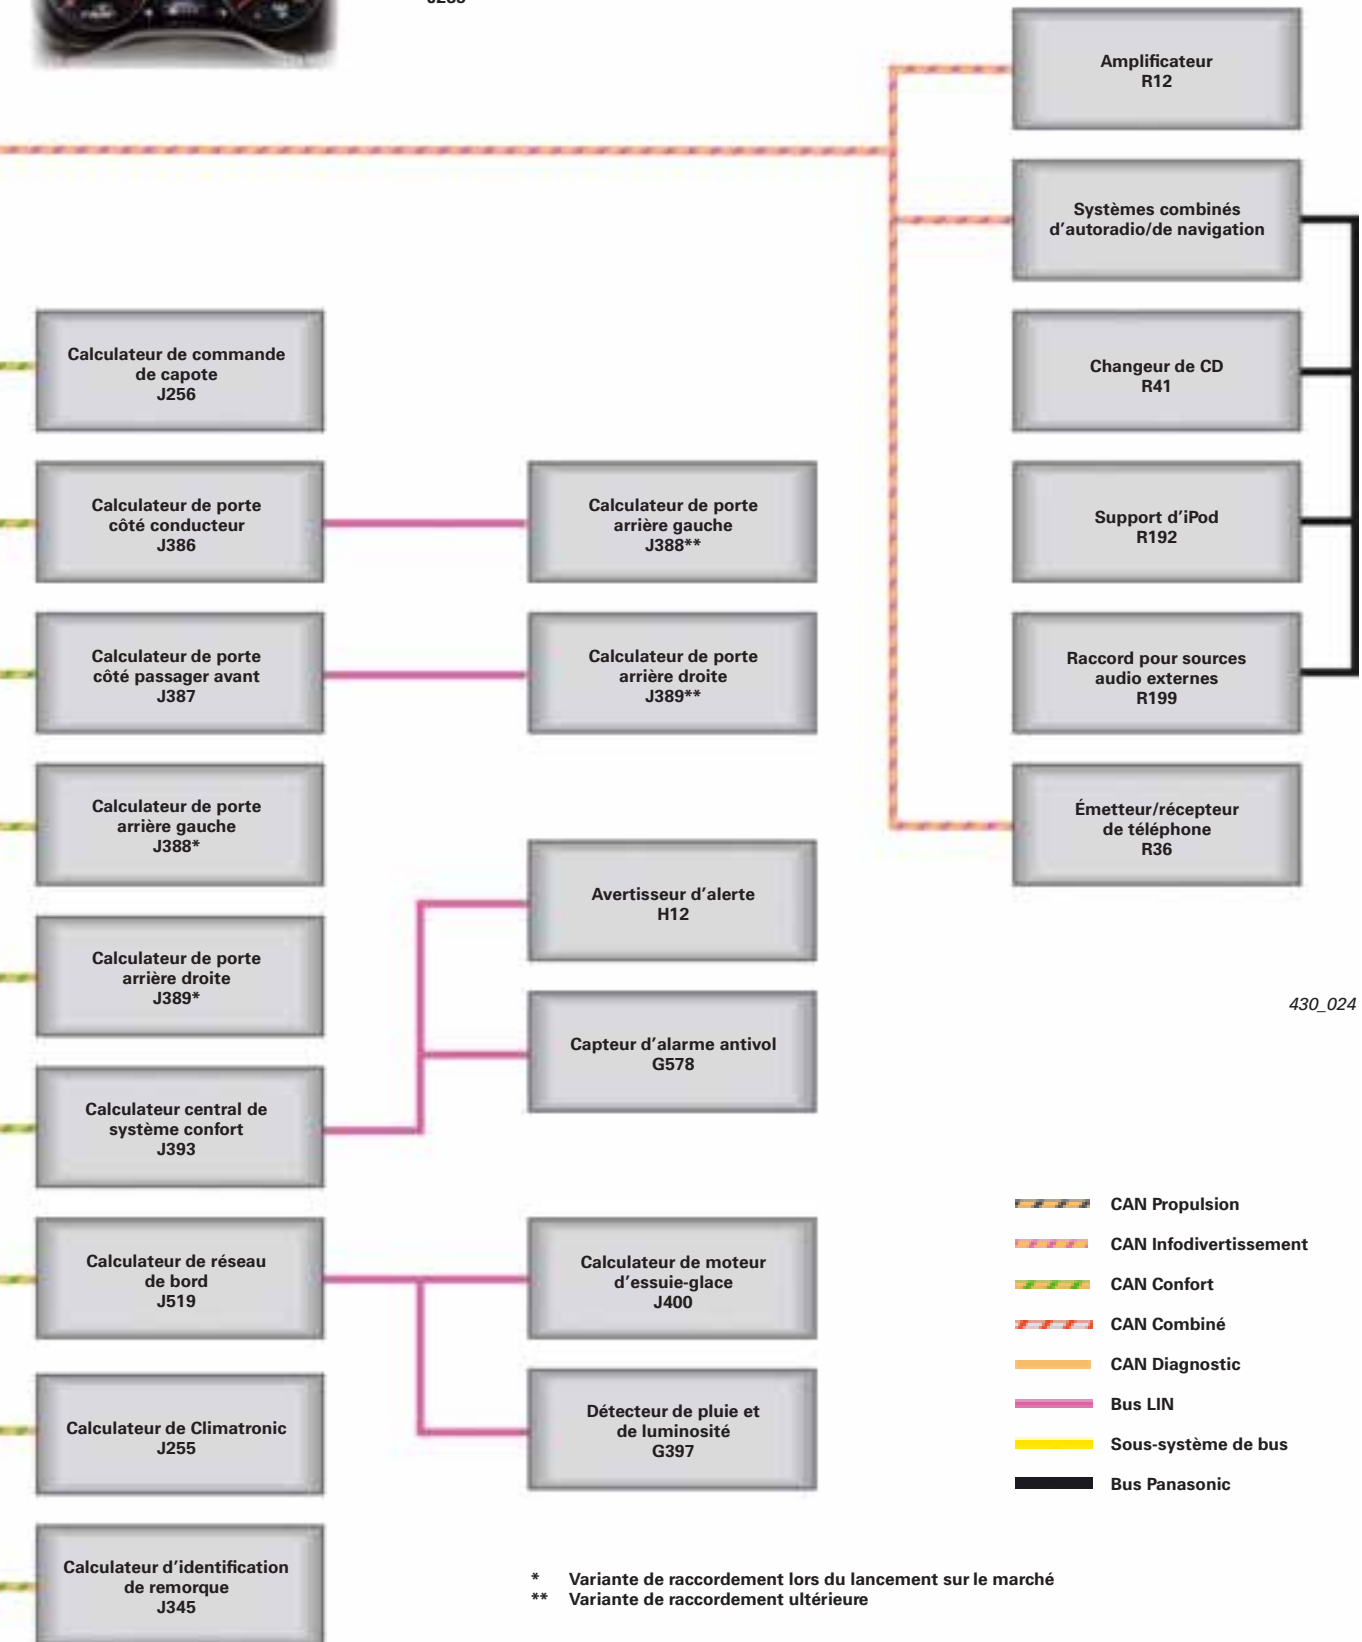 Amplificateur
R12
Systèmes combinés
d'autoradio/de navigation
Changeur de CD
R41
Support d'iPod
R192
Raccord pour sources
audio externes
R199
Émetteur/récepteur
de téléphone
R36
Calculateur de commande
de capote
J256
Calculateur de porte
côté conducteur
J386
Calculateur de porte
arrière gauche
J388**
Calculateur de porte
côté passager avant
J387
Calculateur de porte
arrière droite
J389**
Calculateur de porte
arrière gauche
J388*
Avertisseur d'alerte
H12
Calculateur de porte
arrière droite
J389*
Capteur d'alarme antivol
G578
Calculateur central de
système confort
J393
Calculateur de réseau
de bord
J519
Calculateur de moteur
d'essuie-glace
J400
Calculateur de Climatronic
J255
Détecteur de pluie et
de luminosité
G397
Calculateur d'identification
de remorque
J345
430_024
CAN Propulsion
CAN Infodivertissement
CAN Confort
CAN Combiné
CAN Diagnostic
Bus LIN
Sous-système de bus
Bus Panasonic
* Variante de raccordement lors du lancement sur le marché
** Variante de raccordement ultérieure